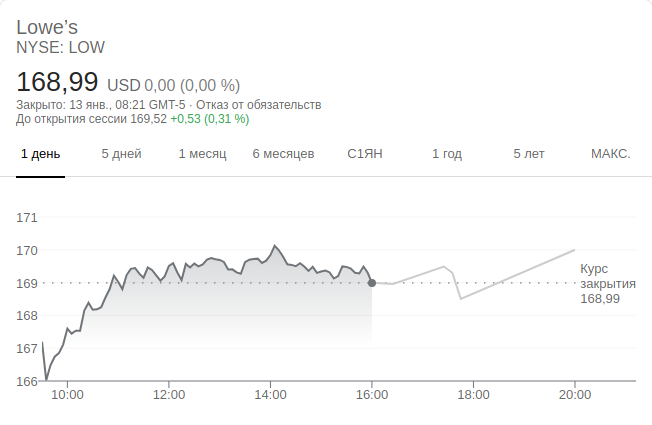 Lowe’s
NYSE: LOW
168,99 USD 0,00 (0,00 %)
Закрыто: 13 янв., 08:21 GMT-5 · Отказ от обязательств
До открытия сессии 169,52 +0,53 (0,31 %)
1 день 5 дней 1 месяц 6 месяцев С1ЯН 1 год 5 лет МАКС.
171
170
169
168
167
166
Курс
закрытия
168,99
10:00 12:00 14:00 16:00 18:00 20:00